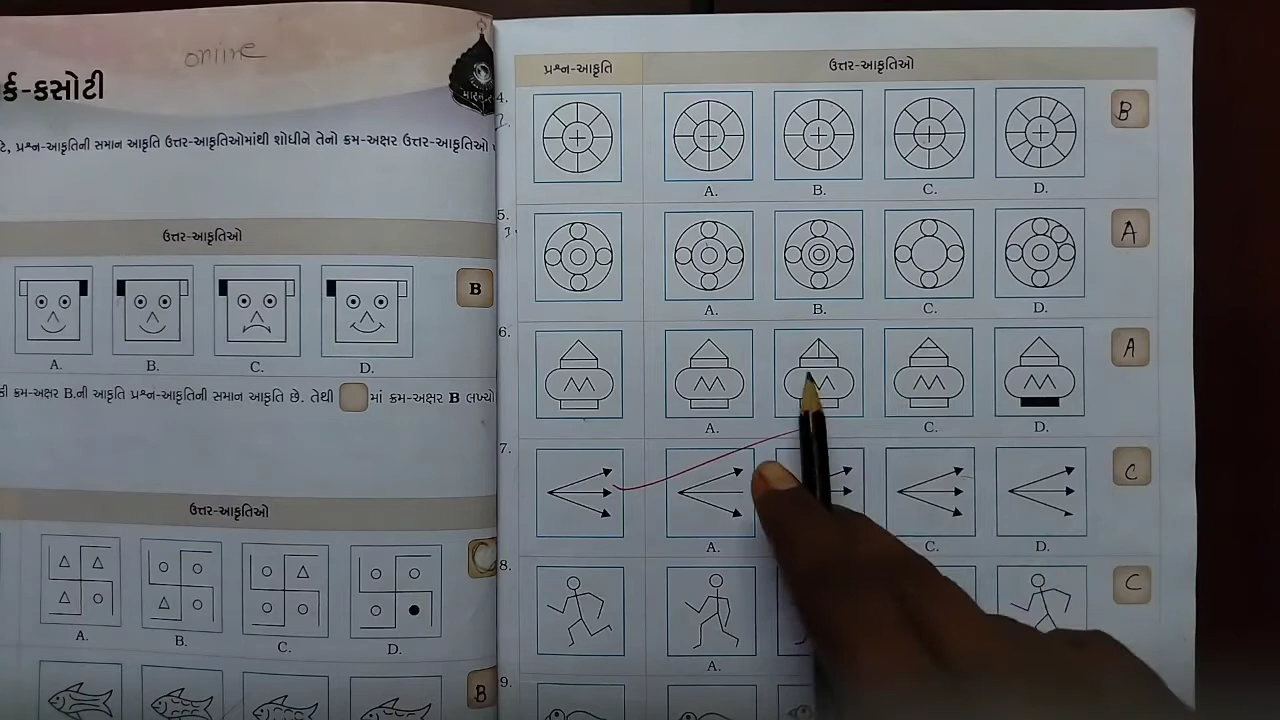 online
ર્ક-કસોટી
પ્રશ્ન-આકૃતિની સમાન આકૃતિ ઉત્તર-આકૃતિઓમાંથી શોધીને તેનો ક્રમ-અક્ષર ઉત્તર-આકૃતિઓ
ઉત્તર-આકૃતિઓ
B
A. B. C. D.
ક્રમ-અક્ષર B.ની આકૃતિ પ્રશ્ન-આકૃતિની સમાન આકૃતિ છે. તેથી માં ક્રમ-અક્ષર B લખ્યો
ઉત્તર-આકૃતિઓ
C
A. B. C. D.
B
પ્રશ્ન-આકૃતિ ઉત્તર-આકૃતિઓ
4. B
A. B. C. D.
5. A
A. B. C. D.
6. A
A. C. D.
7. C
A. C. D.
8. C
A.
9.